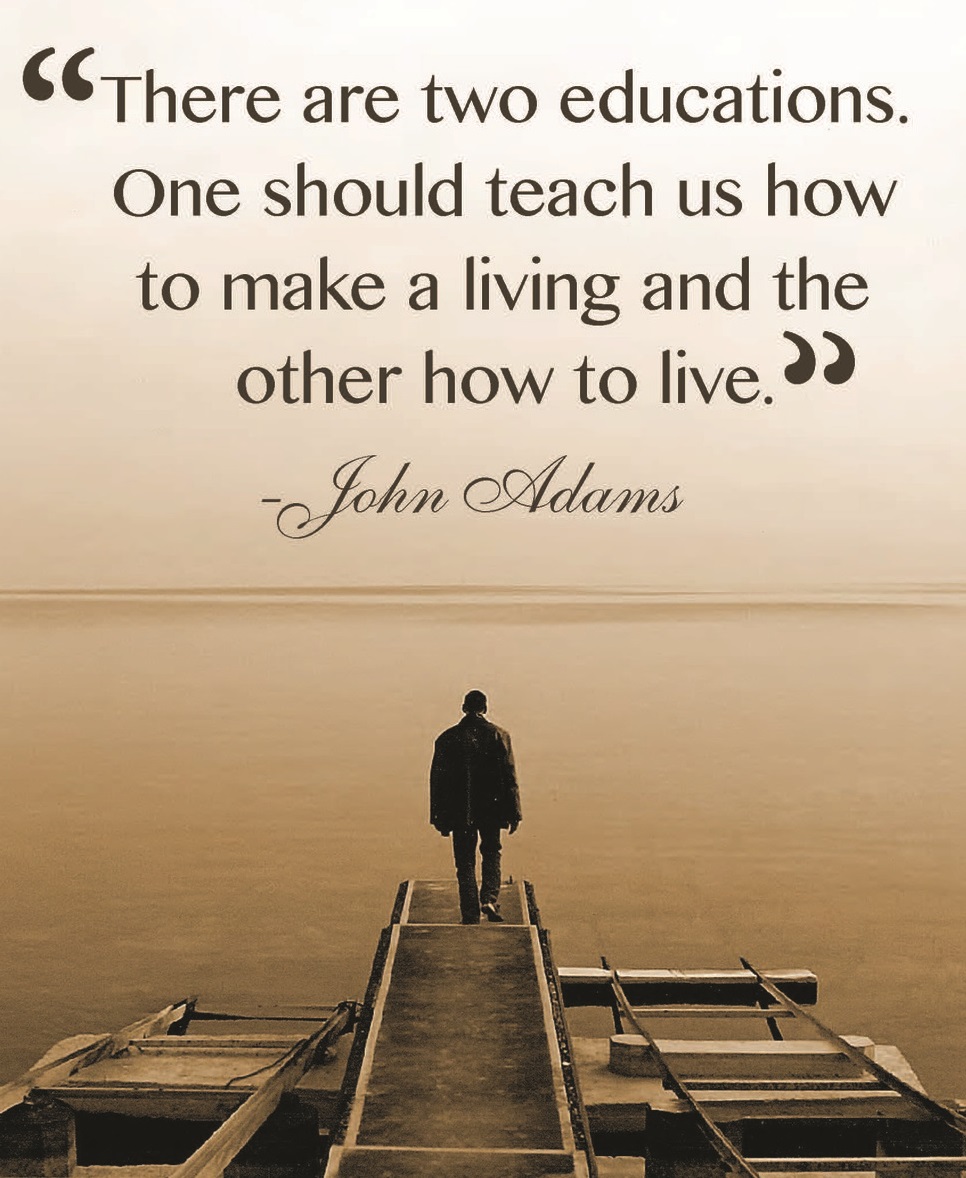 “There are two educations.
One should teach us how
to make a living and the
other how to live.”
-John Adams